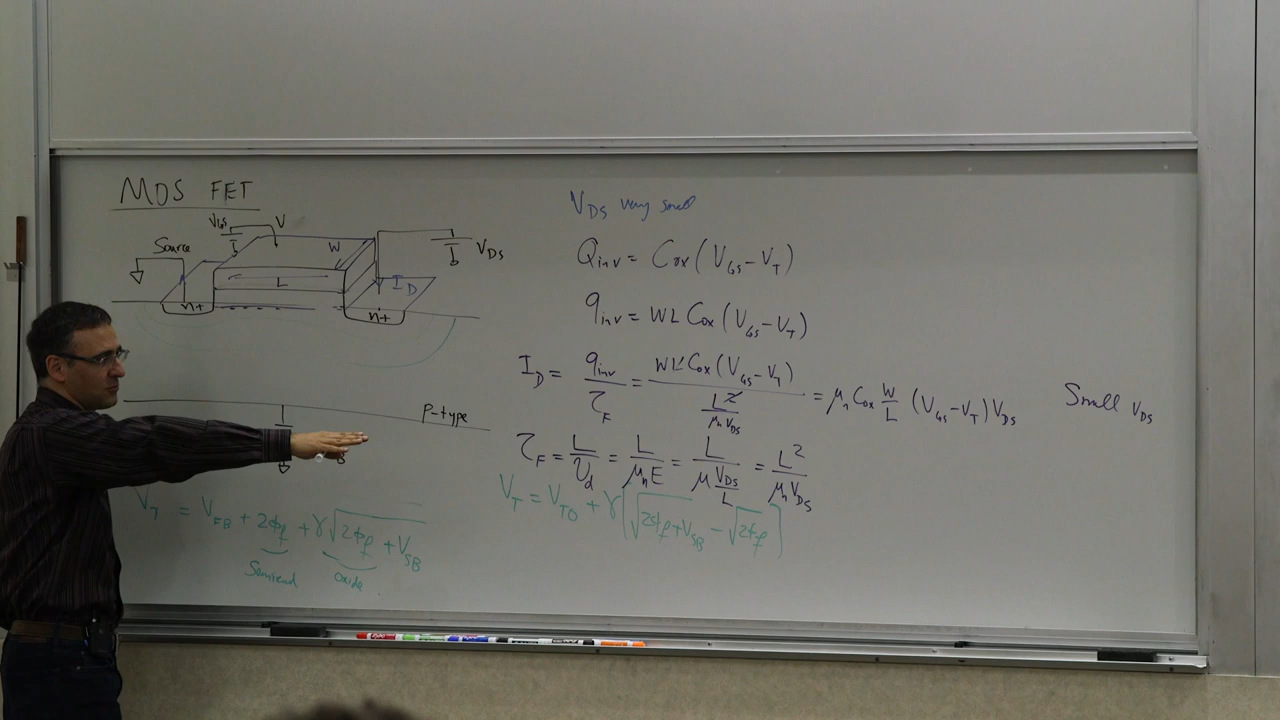 MOS FET
VGS V
Source
W
VDS
L
ID
n+
n+
P-type
VT = VFB + 2φf + γ√(2φf + VSB)
Semicond oxide
VDS very small
Qinv = Cox (VGS – VT)
qinv = WL Cox (VGS – VT)
ID = qinv / τF = WL Cox (VGS – VT) / (L² / μn VDS) = μn Cox W/L (VGS – VT) VDS
Small VDS
τF = L / vd = L / μn E = L / (μ VDS / L) = L² / μn VDS
VT = VT0 + γ [√(2φf + VSB) – √(2φf)]